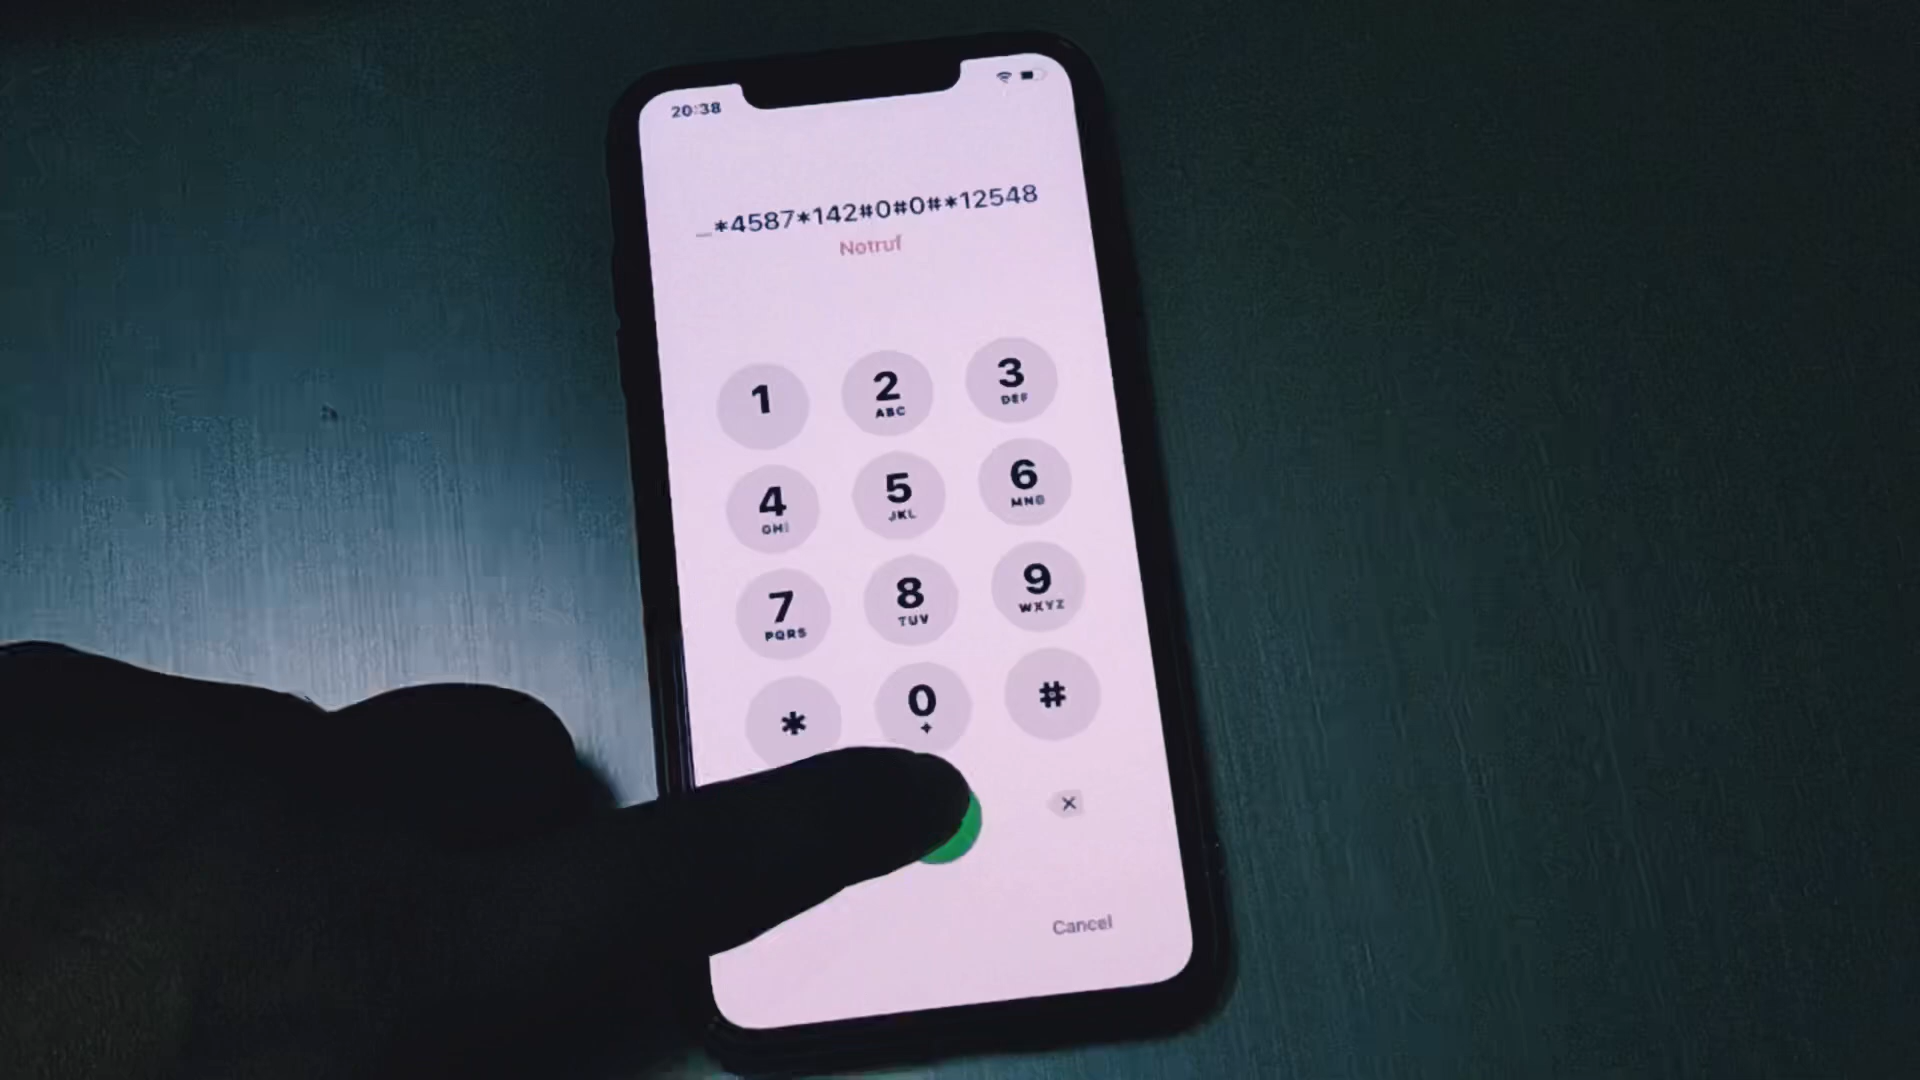 20:38
_*4587*142#0#0#*12548
Notruf
1
2
ABC
3
DEF
4
GHI
5
JKL
6
MNO
7
PQRS
8
TUV
9
WXYZ
*
0
+
#
Cancel